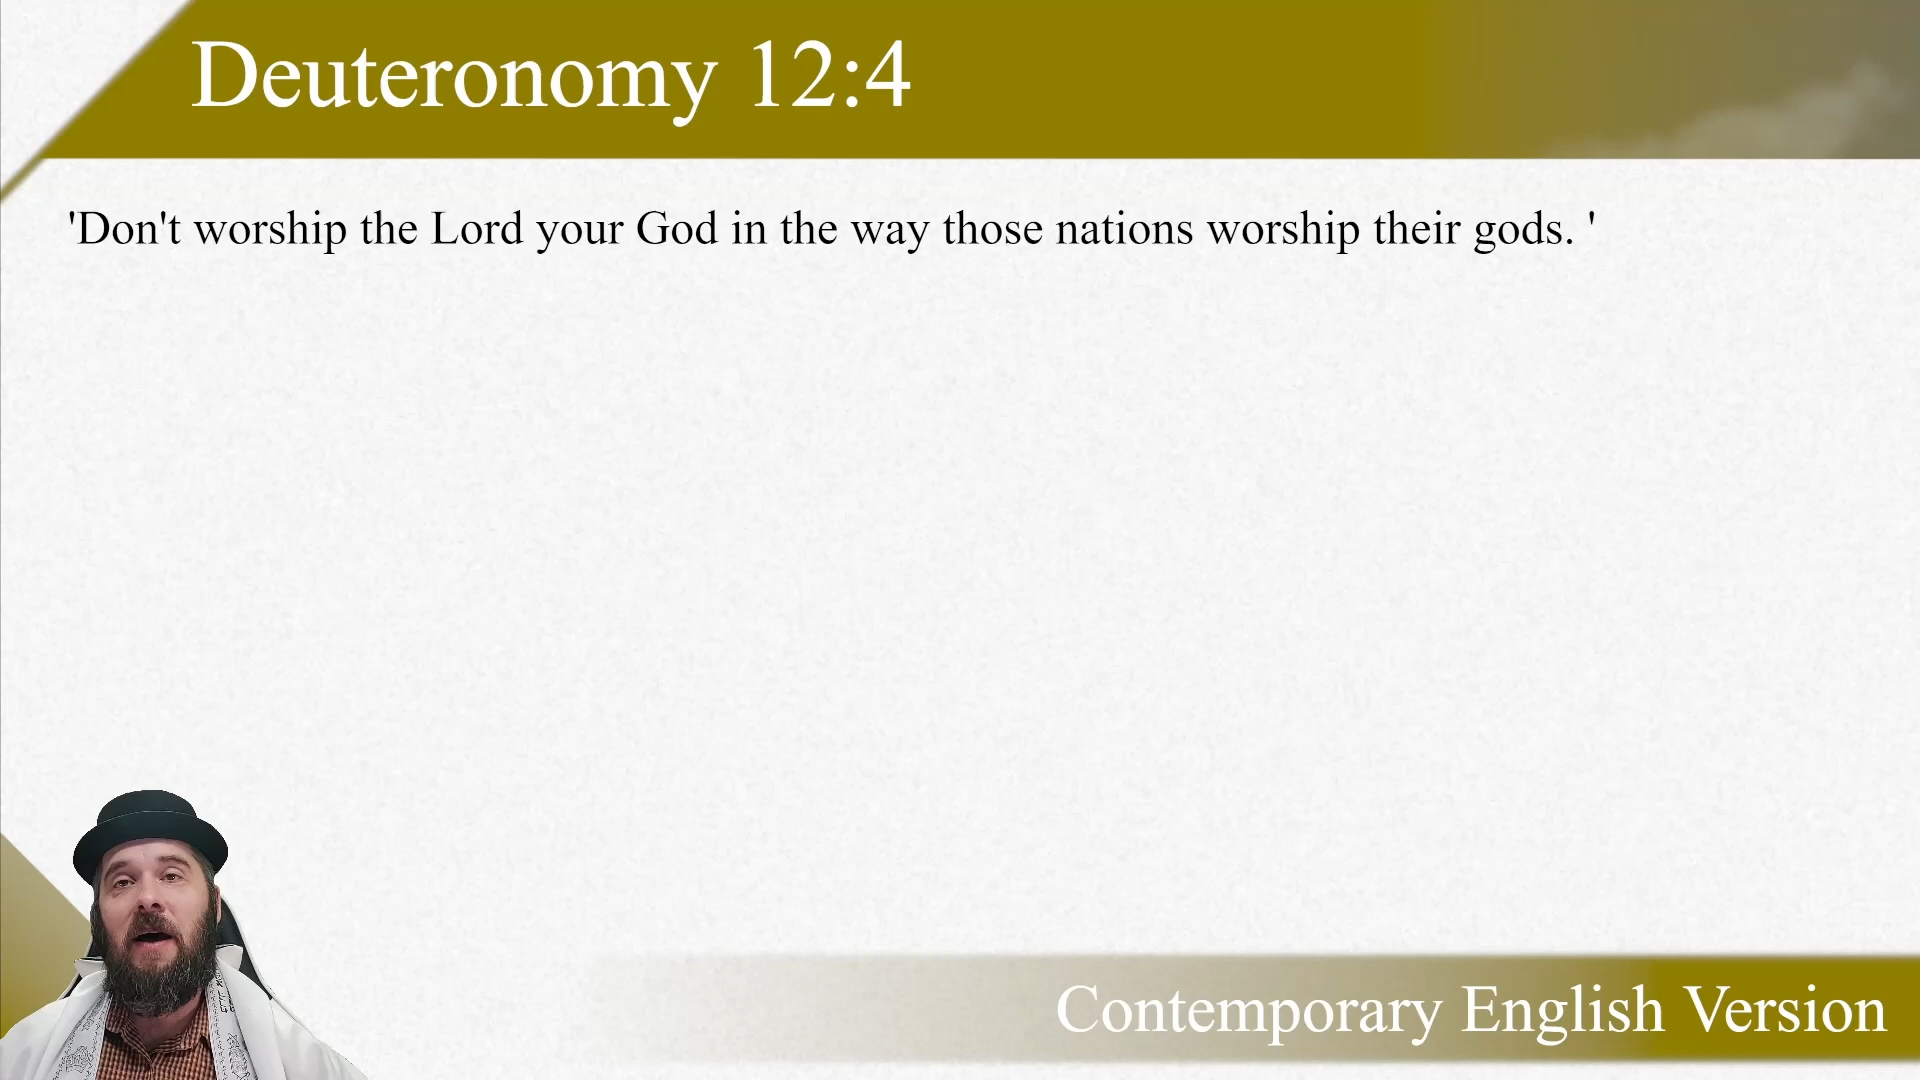 Deuteronomy 12:4
'Don't worship the Lord your God in the way those nations worship their gods. '
Contemporary English Version